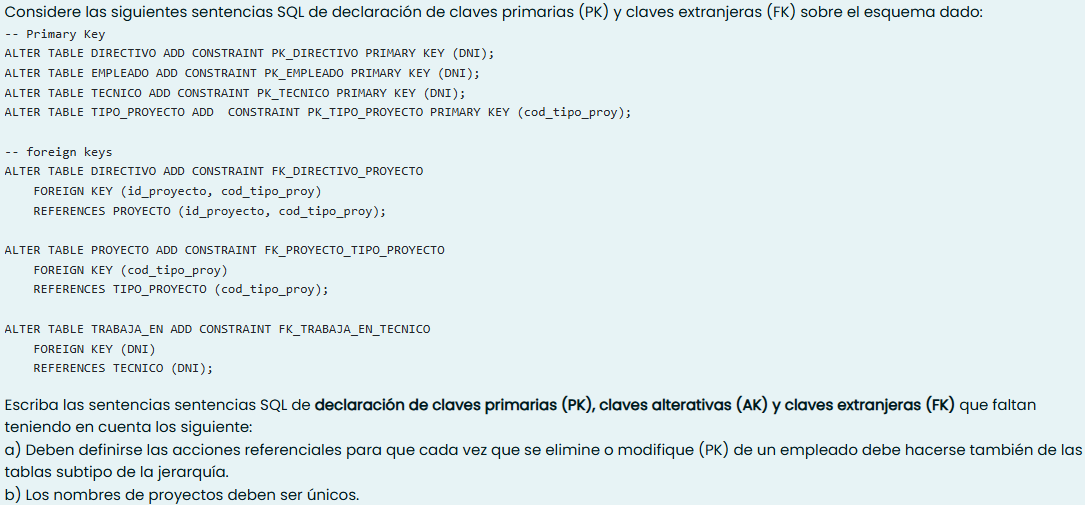 Considere las siguientes sentencias SQL de declaración de claves primarias (PK) y claves extranjeras (FK) sobre el esquema dado:
-- Primary Key
ALTER TABLE DIRECTIVO ADD CONSTRAINT PK_DIRECTIVO PRIMARY KEY (DNI);
ALTER TABLE EMPLEADO ADD CONSTRAINT PK_EMPLEADO PRIMARY KEY (DNI);
ALTER TABLE TECNICO ADD CONSTRAINT PK_TECNICO PRIMARY KEY (DNI);
ALTER TABLE TIPO_PROYECTO ADD  CONSTRAINT PK_TIPO_PROYECTO PRIMARY KEY (cod_tipo_proy);
-- foreign keys
ALTER TABLE DIRECTIVO ADD CONSTRAINT FK_DIRECTIVO_PROYECTO
FOREIGN KEY (id_proyecto, cod_tipo_proy)
REFERENCES PROYECTO (id_proyecto, cod_tipo_proy);
ALTER TABLE PROYECTO ADD CONSTRAINT FK_PROYECTO_TIPO_PROYECTO
FOREIGN KEY (cod_tipo_proy)
REFERENCES TIPO_PROYECTO (cod_tipo_proy);
ALTER TABLE TRABAJA_EN ADD CONSTRAINT FK_TRABAJA_EN_TECNICO
FOREIGN KEY (DNI)
REFERENCES TECNICO (DNI);
Escriba las sentencias sentencias SQL de declaración de claves primarias (PK), claves alterativas (AK) y claves extranjeras (FK) que faltan
teniendo en cuenta los siguiente:
a) Deben definirse las acciones referenciales para que cada vez que se elimine o modifique (PK) de un empleado debe hacerse también de las
tablas subtipo de la jerarquía.
b) Los nombres de proyectos deben ser únicos.